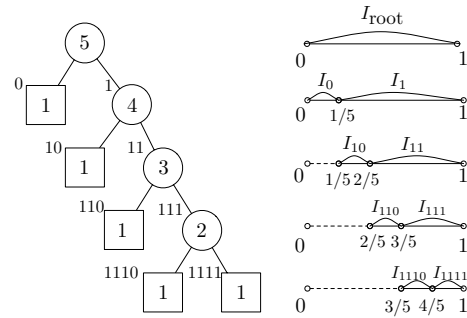 5
0
1
1
4
10
1
11
3
110
1
111
2
1110
1
1111
1
I_root
0 1
I_0 I_1
0 1/5 1
I_10 I_11
0 1/5 2/5 1
I_110 I_111
0 2/5 3/5 1
I_1110 I_1111
0 3/5 4/5 1